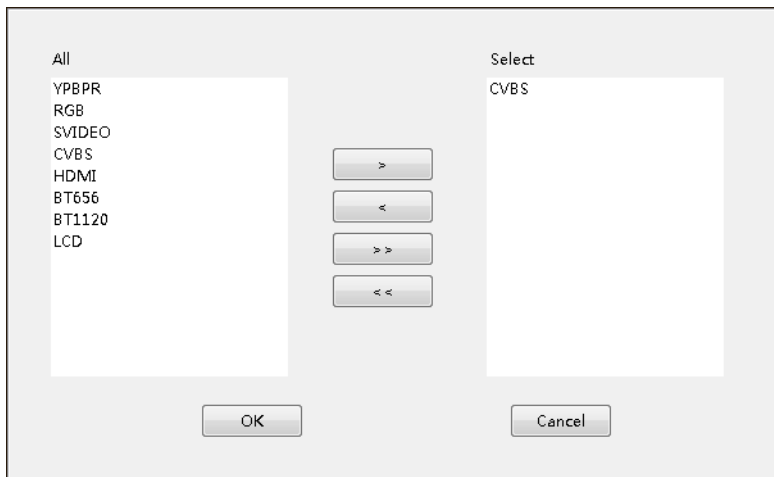 All
YPBPR
RGB
SVIDEO
CVBS
HDMI
BT656
BT1120
LCD
>
<
>>
<<
Select
CVBS
OK
Cancel